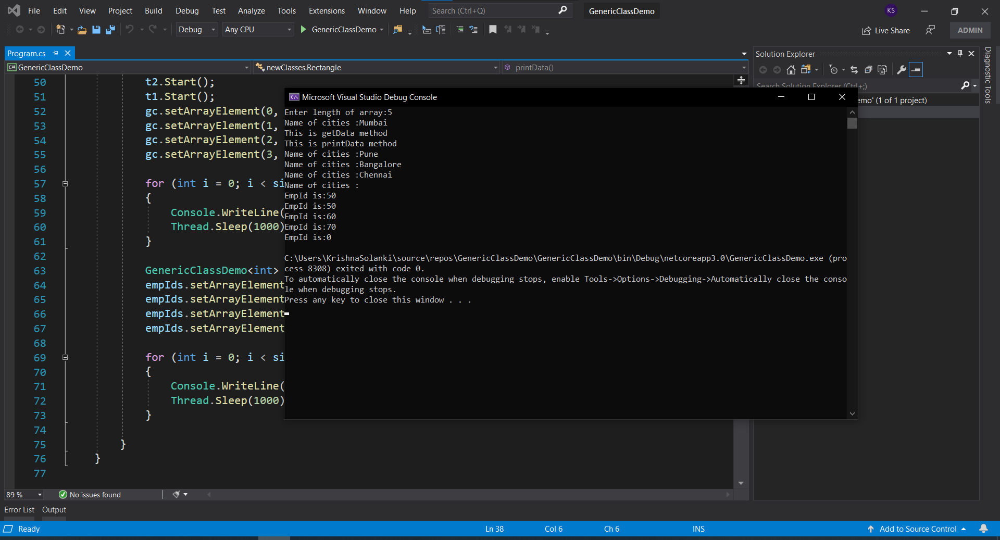 File Edit View Project Build Debug Test Analyze Tools Extensions Window Help Search (Ctrl+Q) GenericClassDemo KS
Debug Any CPU GenericClassDemo Live Share ADMIN
Program.cs
C# GenericClassDemo newClasses.Rectangle printData()
50 t2.Start();
51 t1.Start();
52 gc.setArrayElement(0,
53 gc.setArrayElement(1,
54 gc.setArrayElement(2,
55 gc.setArrayElement(3,
56
57 for (int i = 0; i < si
58 {
59 Console.WriteLine(
60 Thread.Sleep(1000)
61 }
62
63 GenericClassDemo<int>
64 empIds.setArrayElement
65 empIds.setArrayElement
66 empIds.setArrayElement
67 empIds.setArrayElement
68
69 for (int i = 0; i < si
70 {
71 Console.WriteLine(
72 Thread.Sleep(1000)
73 }
74
75 }
76 }
77
Microsoft Visual Studio Debug Console
Enter length of array:5
Name of cities :Mumbai
This is getData method
This is printData method
Name of cities :Pune
Name of cities :Bangalore
Name of cities :Chennai
Name of cities :
EmpId is:50
EmpId is:50
EmpId is:60
EmpId is:70
EmpId is:0
C:\Users\KrishnaSolanki\source\repos\GenericClassDemo\GenericClassDemo\bin\Debug\netcoreapp3.0\GenericClassDemo.exe (pro
cess 8308) exited with code 0.
To automatically close the console when debugging stops, enable Tools->Options->Debugging->Automatically close the conso
le when debugging stops.
Press any key to close this window . . .
Solution Explorer
Search Solution Explorer (Ctrl+;)
emo' (1 of 1 project)
Diagnostic Tools
89 % No issues found
Error List Output
Ready Ln 38 Col 6 Ch 6 INS Add to Source Control